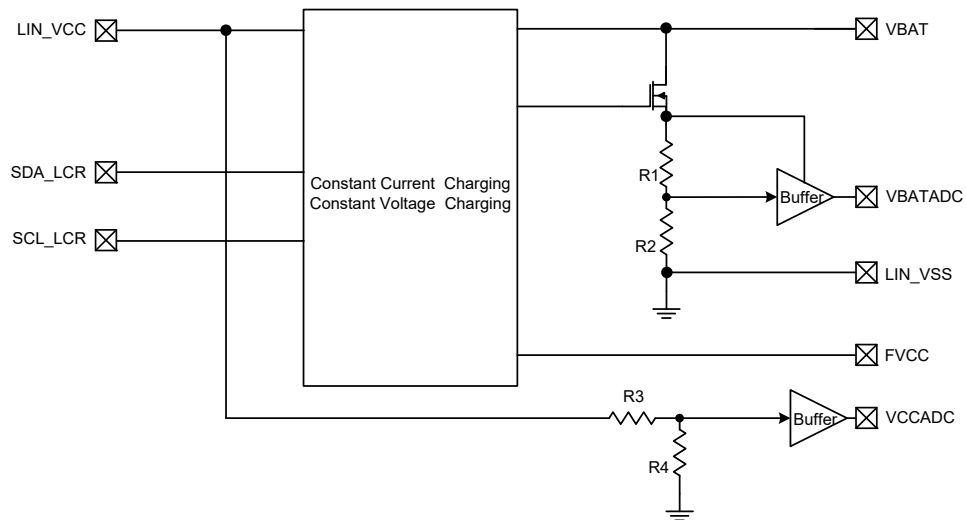 LIN_VCC
VBAT
SDA_LCR
R1
Constant Current Charging
Constant Voltage Charging
Buffer
VBATADC
SCL_LCR
R2
LIN_VSS
FVCC
R3
Buffer
VCCADC
R4